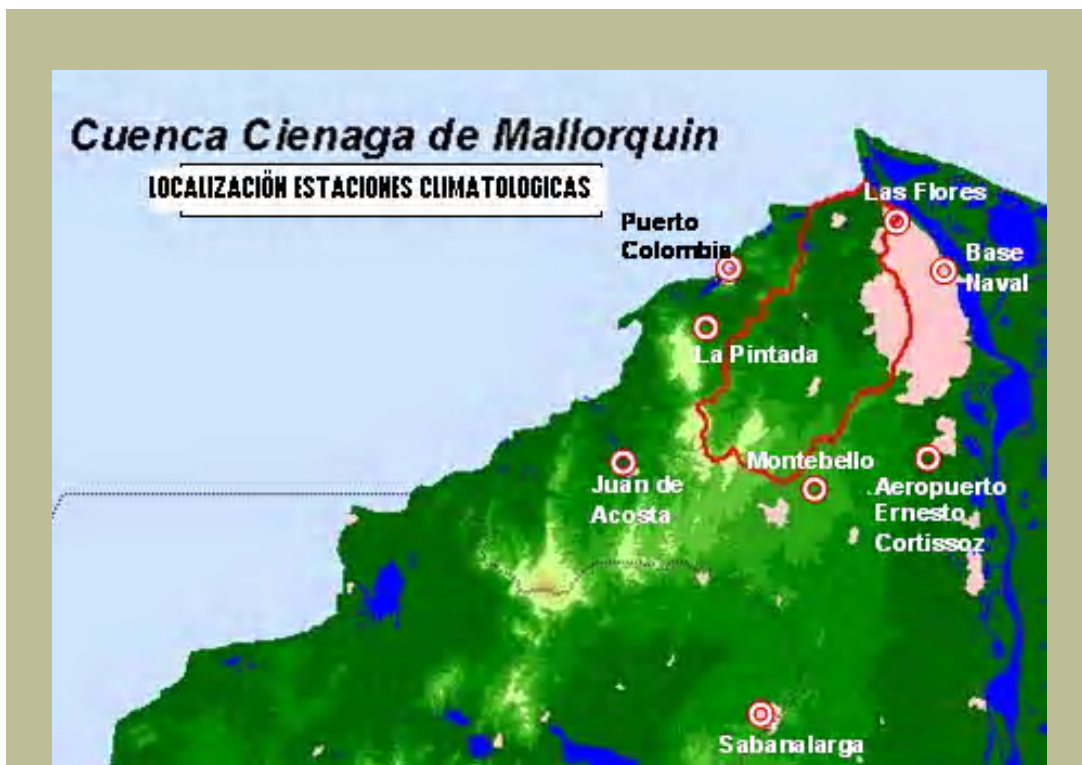 Cuenca Cienaga de Mallorquin
LOCALIZACIÓN ESTACIONES CLIMATOLOGICAS
Las Flores
Puerto
Colombia
Base
Naval
La Pintada
Montebello
Juan de
Acosta
Aeropuerto
Ernesto
Cortissoz
Sabanalarga